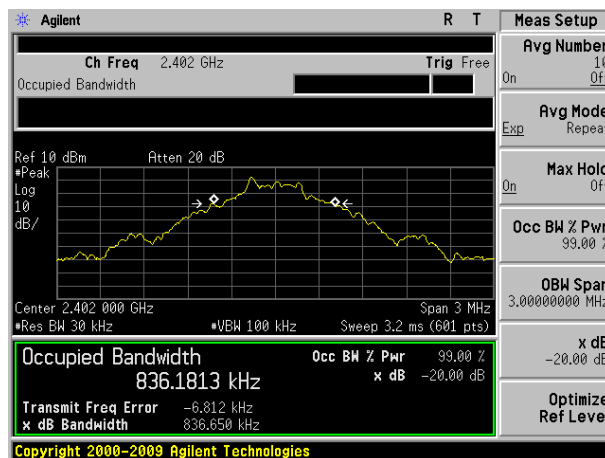 Agilent R T Meas Setup
Ch Freq 2.402 GHz Trig Free
Occupied Bandwidth
Avg Number
10
On Off
Avg Mode
Exp Repeat
Ref 10 dBm Atten 20 dB
#Peak
Log
10
dB/
Max Hold
On Off
Occ BW % Pwr
99.00 %
Center 2.402 000 GHz Span 3 MHz
#Res BW 30 kHz #VBW 100 kHz Sweep 3.2 ms (601 pts)
OBW Span
3.00000000 MHz
Occupied Bandwidth Occ BW % Pwr 99.00 %
836.1813 kHz x dB -20.00 dB
Transmit Freq Error -6.812 kHz
x dB Bandwidth 836.650 kHz
x dB
-20.00 dB
Optimize
Ref Level
Copyright 2000-2009 Agilent Technologies